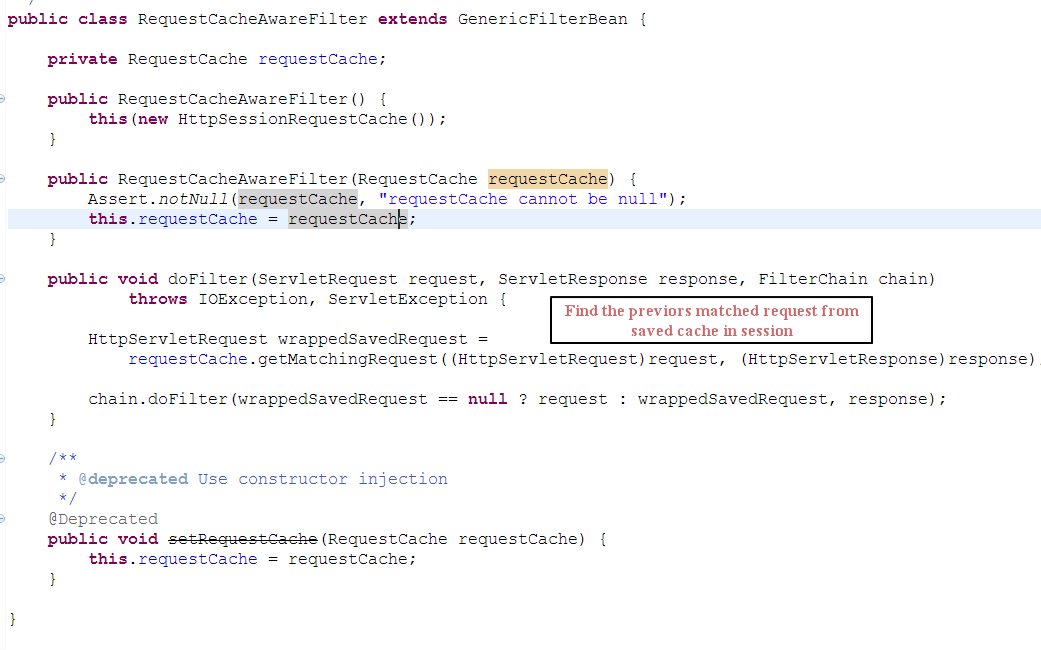 public class RequestCacheAwareFilter extends GenericFilterBean {
private RequestCache requestCache;
public RequestCacheAwareFilter() {
this(new HttpSessionRequestCache());
}
public RequestCacheAwareFilter(RequestCache requestCache) {
Assert.notNull(requestCache, "requestCache cannot be null");
this.requestCache = requestCache;
}
public void doFilter(ServletRequest request, ServletResponse response, FilterChain chain)
throws IOException, ServletException {
Find the previors matched request from
saved cache in session
HttpServletRequest wrappedSavedRequest =
requestCache.getMatchingRequest((HttpServletRequest)request, (HttpServletResponse)response)
chain.doFilter(wrappedSavedRequest == null ? request : wrappedSavedRequest, response);
}
/**
* @deprecated Use constructor injection
*/
@Deprecated
public void setRequestCache(RequestCache requestCache) {
this.requestCache = requestCache;
}
}